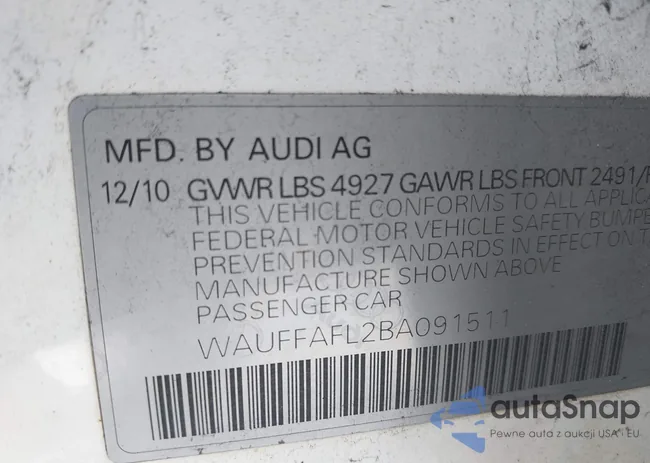 MFD. BY AUDI AG
12/10 GVWR LBS 4927 GAWR LBS FRONT 2491/
THIS VEHICLE CONFORMS TO ALL APPLIC
FEDERAL MOTOR VEHICLE SAFETY BUMPE
PREVENTION STANDARDS IN EFFECT ON T
MANUFACTURE SHOWN ABOVE
PASSENGER CAR
WAUFFAFL2BA091511
autoSnap
Pewne auta z aukcji USA i EU